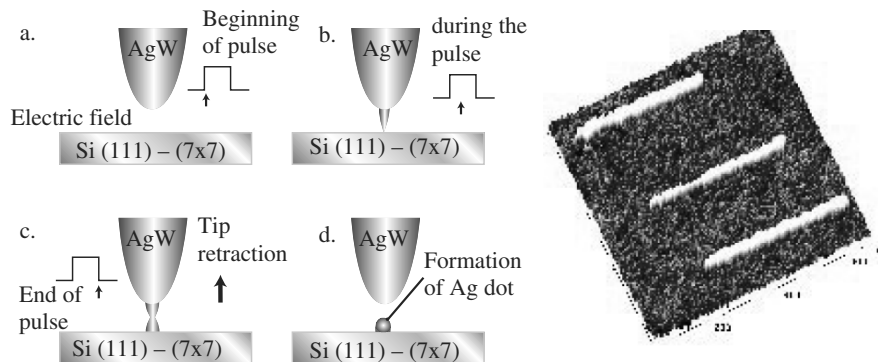 a.
Beginning
of pulse
AgW
Electric field
Si (111) – (7x7)
b.
during the
pulse
AgW
Si (111) – (7x7)
c.
AgW
Tip
retraction
End of
pulse
Si (111) – (7x7)
d.
AgW
Formation
of Ag dot
Si (111) – (7x7)